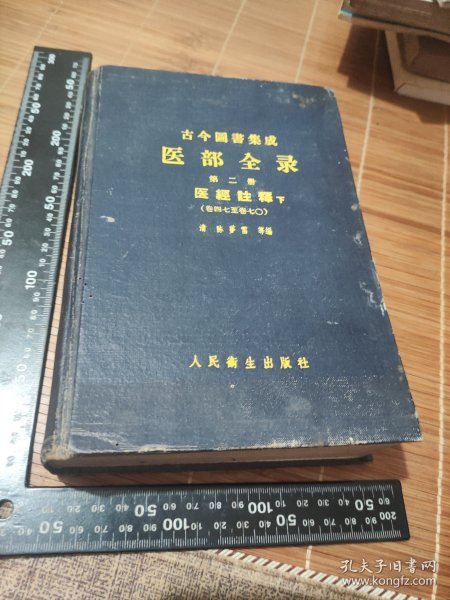 古今圖書集成
医部全录
第二册
医經註釋下
(卷四七至卷七〇)
清 陈夢雷 等编
人民衛生出版社
孔夫子旧书网
www.kongfz.com